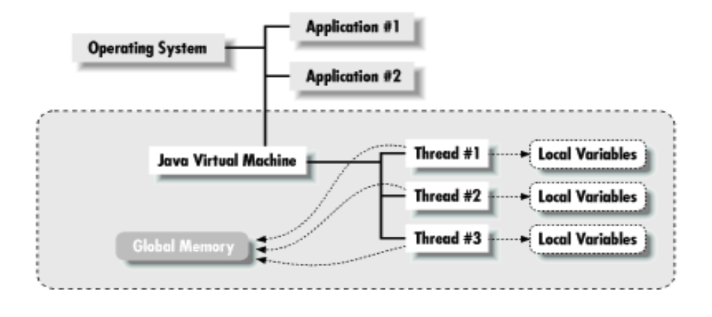 Application #1
Operating System
Application #2
Java Virtual Machine
Thread #1
Local Variables
Thread #2
Local Variables
Thread #3
Local Variables
Global Memory